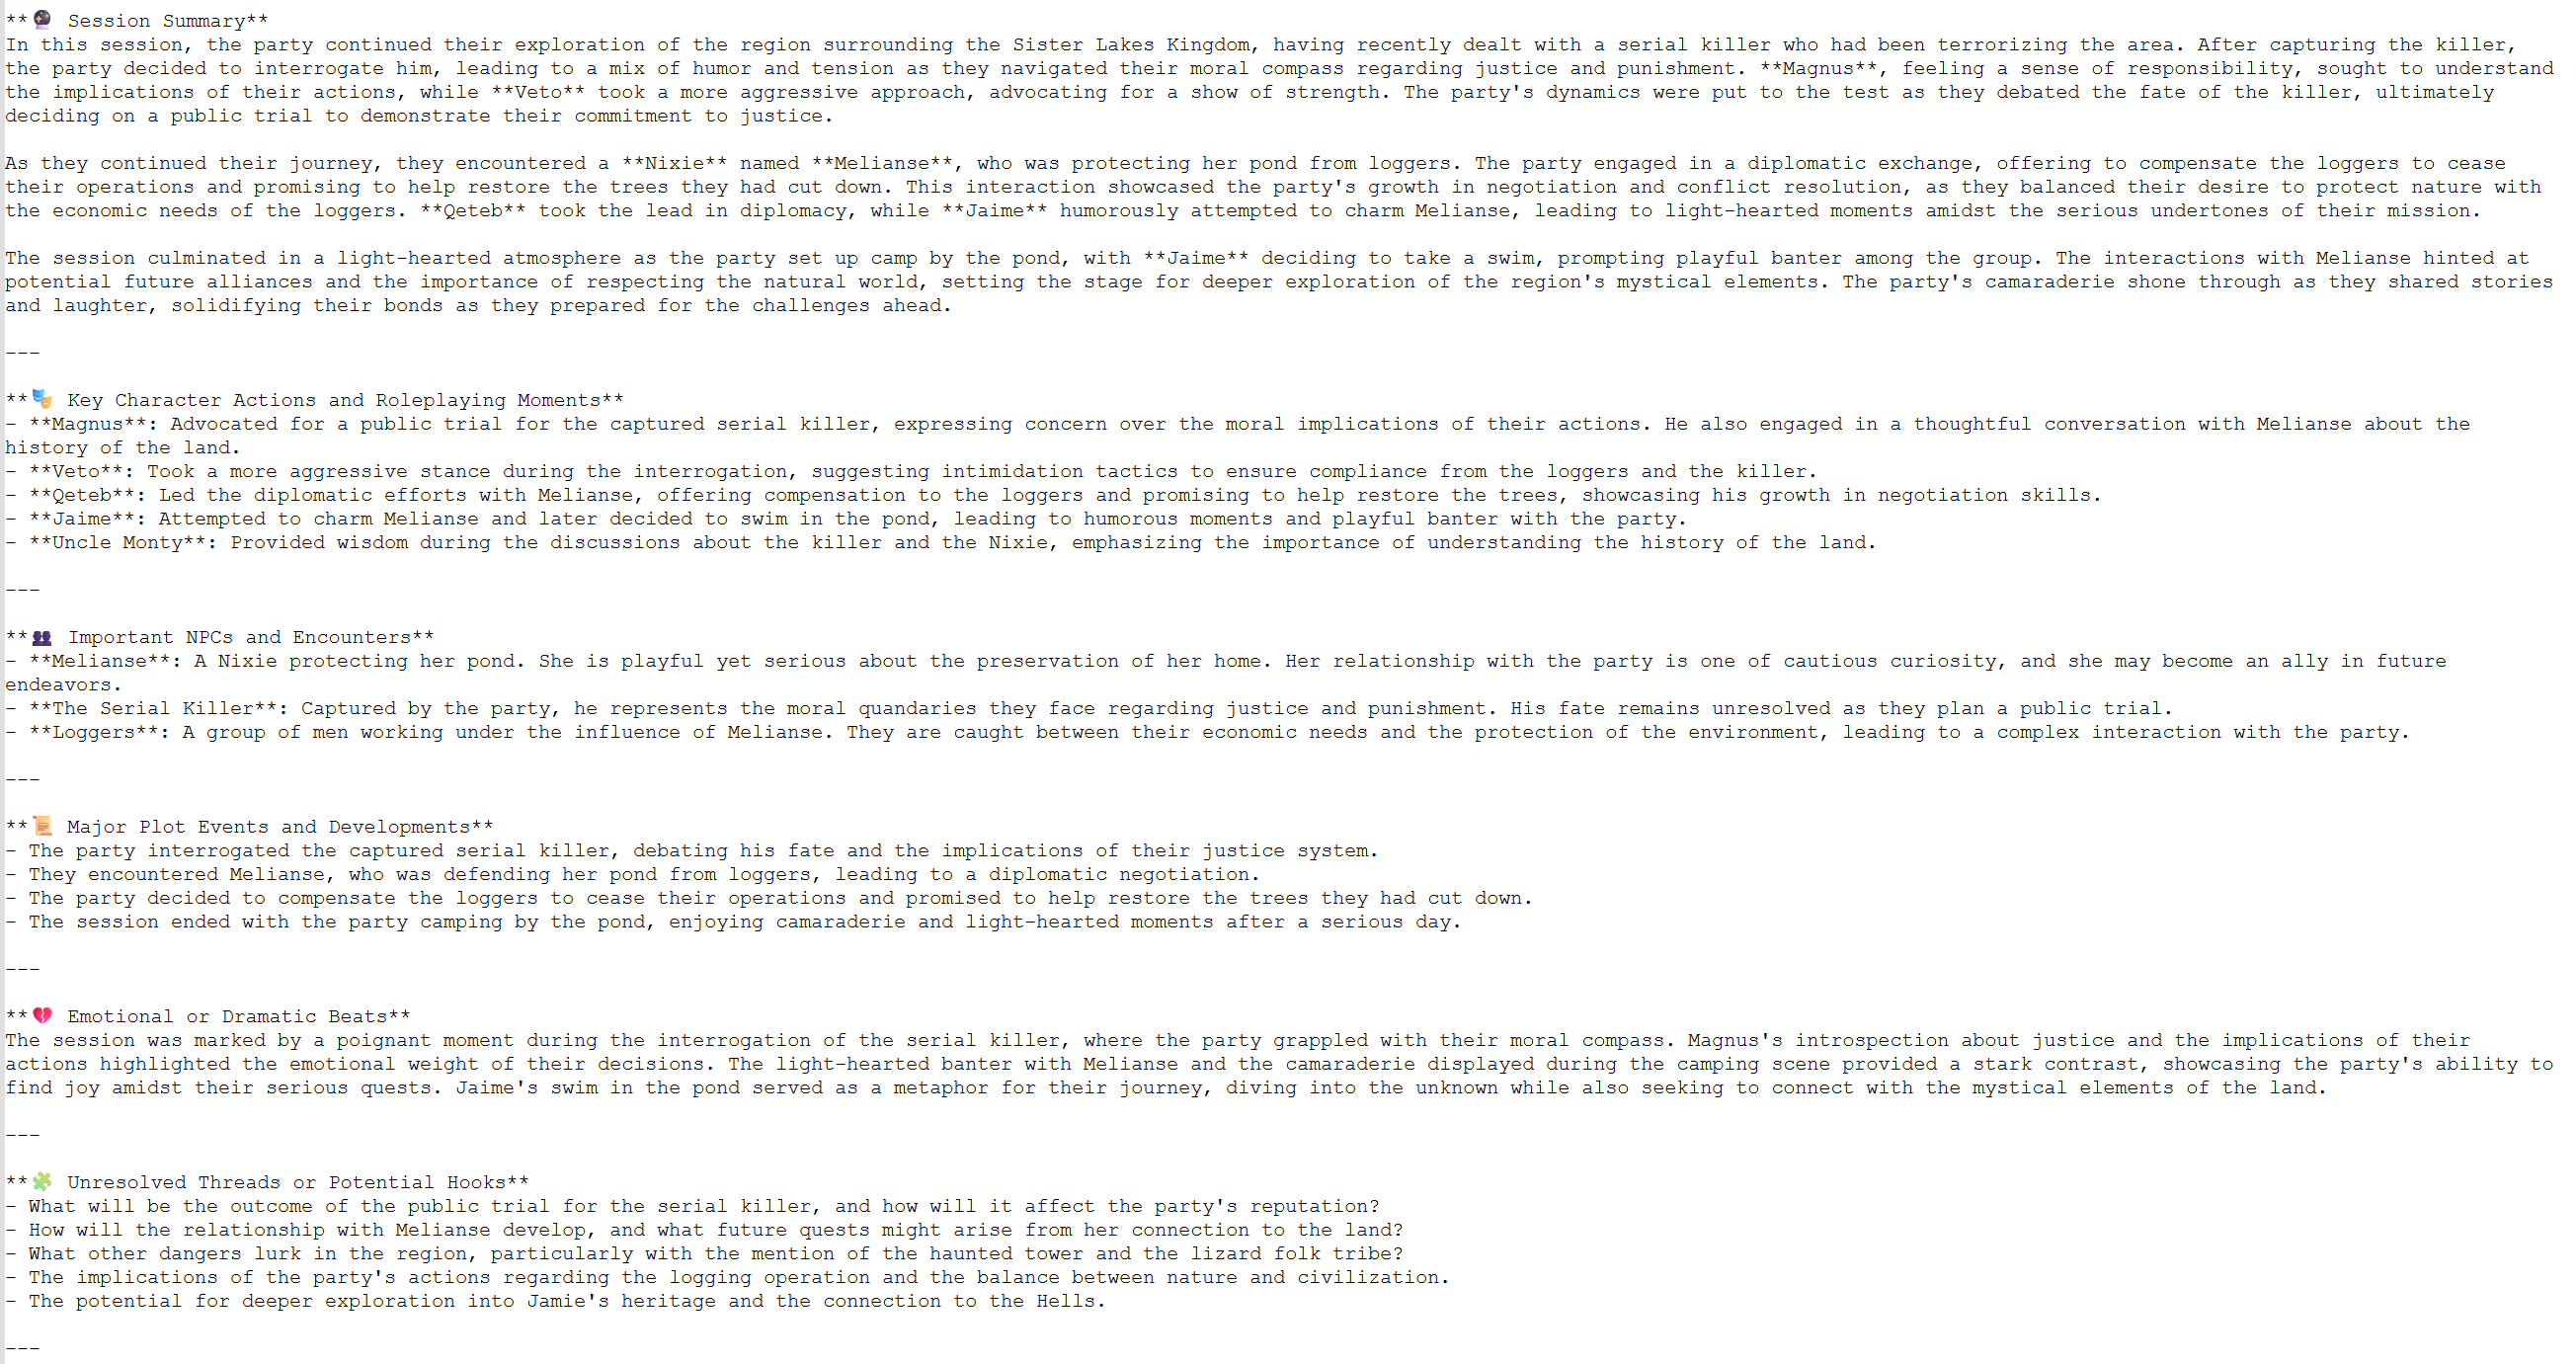 **🔮 Session Summary**
In this session, the party continued their exploration of the region surrounding the Sister Lakes Kingdom, having recently dealt with a serial killer who had been terrorizing the area. After capturing the killer,
the party decided to interrogate him, leading to a mix of humor and tension as they navigated their moral compass regarding justice and punishment. **Magnus**, feeling a sense of responsibility, sought to understand
the implications of their actions, while **Veto** took a more aggressive approach, advocating for a show of strength. The party's dynamics were put to the test as they debated the fate of the killer, ultimately
deciding on a public trial to demonstrate their commitment to justice.

As they continued their journey, they encountered a **Nixie** named **Melianse**, who was protecting her pond from loggers. The party engaged in a diplomatic exchange, offering to compensate the loggers to cease
their operations and promising to help restore the trees they had cut down. This interaction showcased the party's growth in negotiation and conflict resolution, as they balanced their desire to protect nature with
the economic needs of the loggers. **Qeteb** took the lead in diplomacy, while **Jaime** humorously attempted to charm Melianse, leading to light-hearted moments amidst the serious undertones of their mission.

The session culminated in a light-hearted atmosphere as the party set up camp by the pond, with **Jaime** deciding to take a swim, prompting playful banter among the group. The interactions with Melianse hinted at
potential future alliances and the importance of respecting the natural world, setting the stage for deeper exploration of the region's mystical elements. The party's camaraderie shone through as they shared stories
and laughter, solidifying their bonds as they prepared for the challenges ahead.

---

**🎭 Key Character Actions and Roleplaying Moments**
- **Magnus**: Advocated for a public trial for the captured serial killer, expressing concern over the moral implications of their actions. He also engaged in a thoughtful conversation with Melianse about the
history of the land.
- **Veto**: Took a more aggressive stance during the interrogation, suggesting intimidation tactics to ensure compliance from the loggers and the killer.
- **Qeteb**: Led the diplomatic efforts with Melianse, offering compensation to the loggers and promising to help restore the trees, showcasing his growth in negotiation skills.
- **Jaime**: Attempted to charm Melianse and later decided to swim in the pond, leading to humorous moments and playful banter with the party.
- **Uncle Monty**: Provided wisdom during the discussions about the killer and the Nixie, emphasizing the importance of understanding the history of the land.

---

**👥 Important NPCs and Encounters**
- **Melianse**: A Nixie protecting her pond. She is playful yet serious about the preservation of her home. Her relationship with the party is one of cautious curiosity, and she may become an ally in future
endeavors.
- **The Serial Killer**: Captured by the party, he represents the moral quandaries they face regarding justice and punishment. His fate remains unresolved as they plan a public trial.
- **Loggers**: A group of men working under the influence of Melianse. They are caught between their economic needs and the protection of the environment, leading to a complex interaction with the party.

---

**📜 Major Plot Events and Developments**
- The party interrogated the captured serial killer, debating his fate and the implications of their justice system.
- They encountered Melianse, who was defending her pond from loggers, leading to a diplomatic negotiation.
- The party decided to compensate the loggers to cease their operations and promised to help restore the trees they had cut down.
- The session ended with the party camping by the pond, enjoying camaraderie and light-hearted moments after a serious day.

---

**💔 Emotional or Dramatic Beats**
The session was marked by a poignant moment during the interrogation of the serial killer, where the party grappled with their moral compass. Magnus's introspection about justice and the implications of their
actions highlighted the emotional weight of their decisions. The light-hearted banter with Melianse and the camaraderie displayed during the camping scene provided a stark contrast, showcasing the party's ability to
find joy amidst their serious quests. Jaime's swim in the pond served as a metaphor for their journey, diving into the unknown while also seeking to connect with the mystical elements of the land.

---

**🧩 Unresolved Threads or Potential Hooks**
- What will be the outcome of the public trial for the serial killer, and how will it affect the party's reputation?
- How will the relationship with Melianse develop, and what future quests might arise from her connection to the land?
- What other dangers lurk in the region, particularly with the mention of the haunted tower and the lizard folk tribe?
- The implications of the party's actions regarding the logging operation and the balance between nature and civilization.
- The potential for deeper exploration into Jamie's heritage and the connection to the Hells.

---